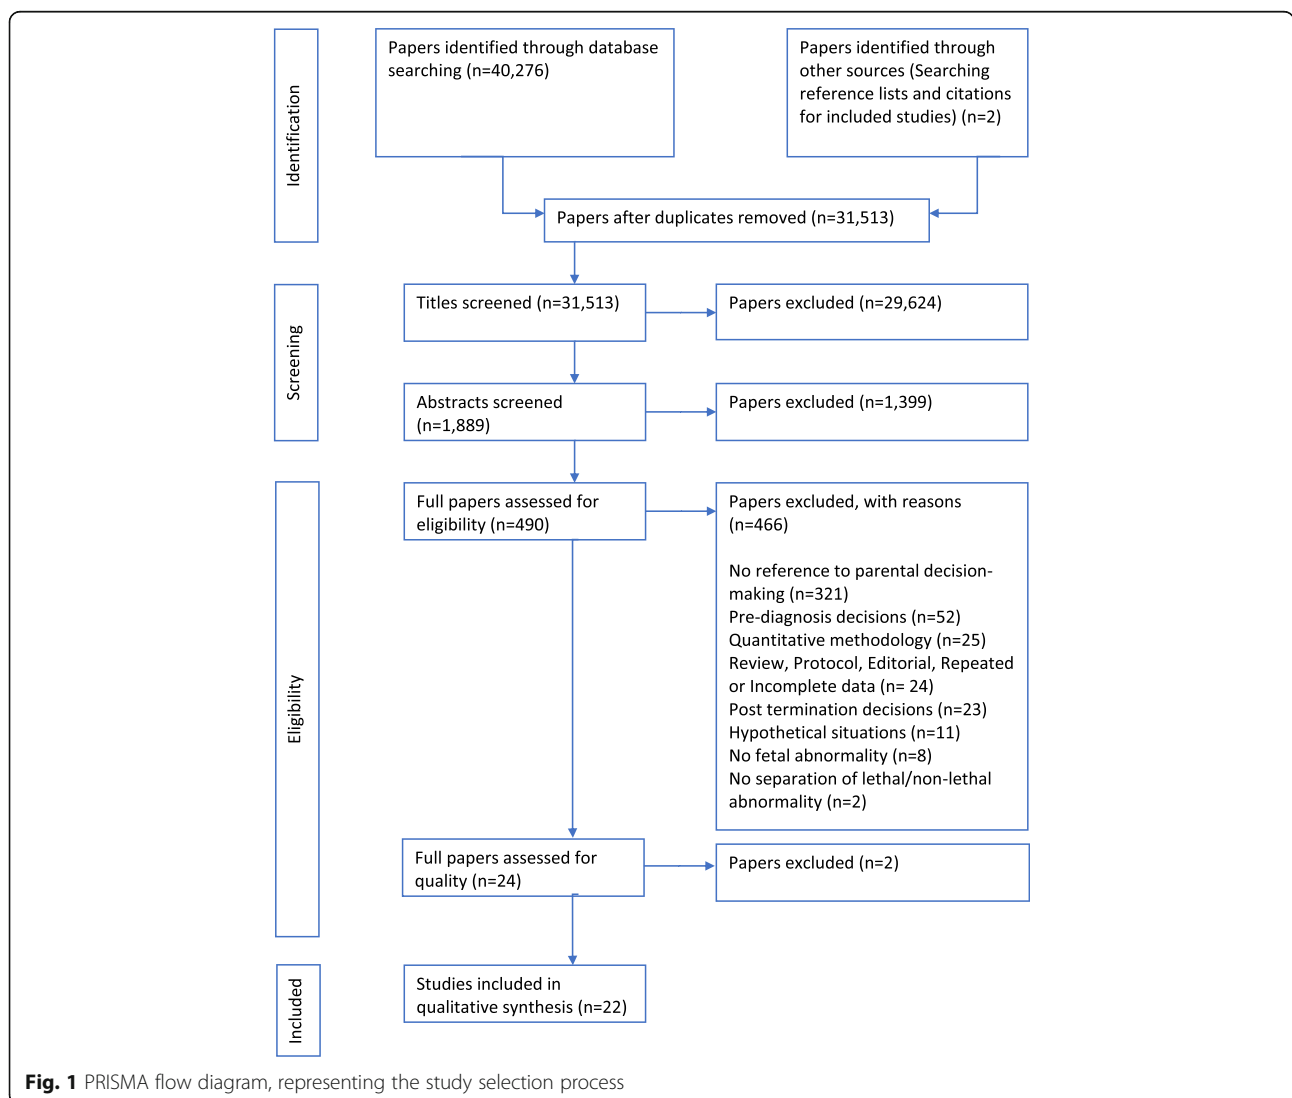 Identification
Papers identified through database
searching (n=40,276)
Papers identified through
other sources (Searching
reference lists and citations
for included studies) (n=2)
Papers after duplicates removed (n=31,513)
Screening
Titles screened (n=31,513)
Papers excluded (n=29,624)
Abstracts screened
(n=1,889)
Papers excluded (n=1,399)
Eligibility
Full papers assessed for
eligibility (n=490)
Papers excluded, with reasons
(n=466)
No reference to parental decision-
making (n=321)
Pre-diagnosis decisions (n=52)
Quantitative methodology (n=25)
Review, Protocol, Editorial, Repeated
or Incomplete data (n= 24)
Post termination decisions (n=23)
Hypothetical situations (n=11)
No fetal abnormality (n=8)
No separation of lethal/non-lethal
abnormality (n=2)
Full papers assessed for
quality (n=24)
Papers excluded (n=2)
Included
Studies included in
qualitative synthesis (n=22)
Fig. 1 PRISMA flow diagram, representing the study selection process